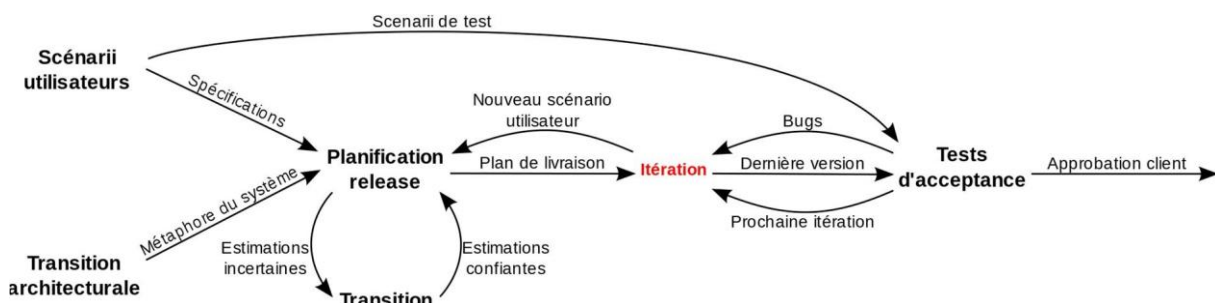 Scenarii de test
Scénarii
utilisateurs
Spécifications
Nouveau scénario
utilisateur
Bugs
Planification
release
Plan de livraison
Itération
Dernière version
Tests
d'acceptance
Approbation client
Métaphore du système
Prochaine itération
Estimations
incertaines
Estimations
confiantes
Transition
architecturale
Transition